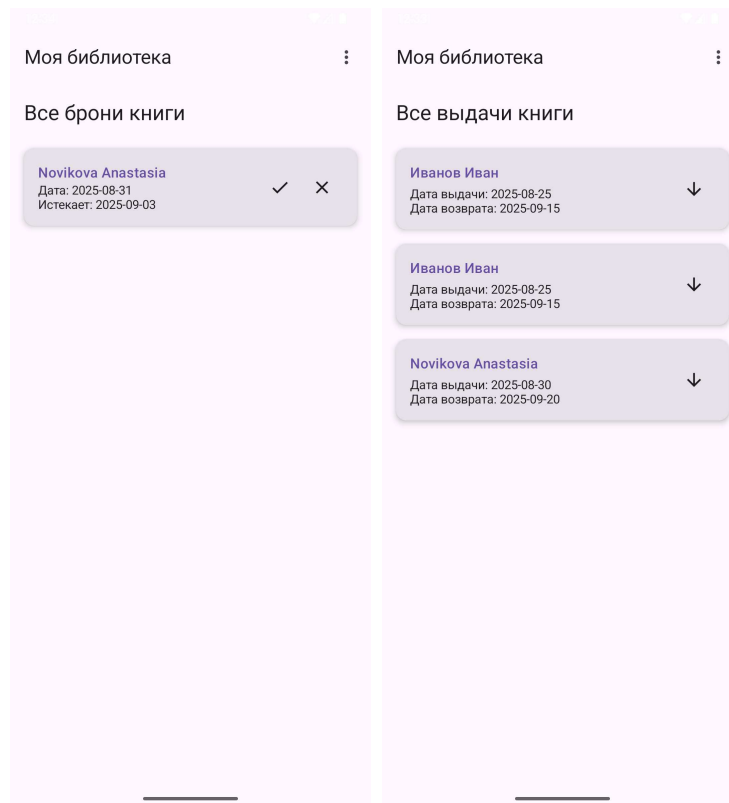 Моя библиотека
Все брони книги
Novikova Anastasia
Дата: 2025-08-31
Истекает: 2025-09-03
Моя библиотека
Все выдачи книги
Иванов Иван
Дата выдачи: 2025-08-25
Дата возврата: 2025-09-15
Иванов Иван
Дата выдачи: 2025-08-25
Дата возврата: 2025-09-15
Novikova Anastasia
Дата выдачи: 2025-08-30
Дата возврата: 2025-09-20